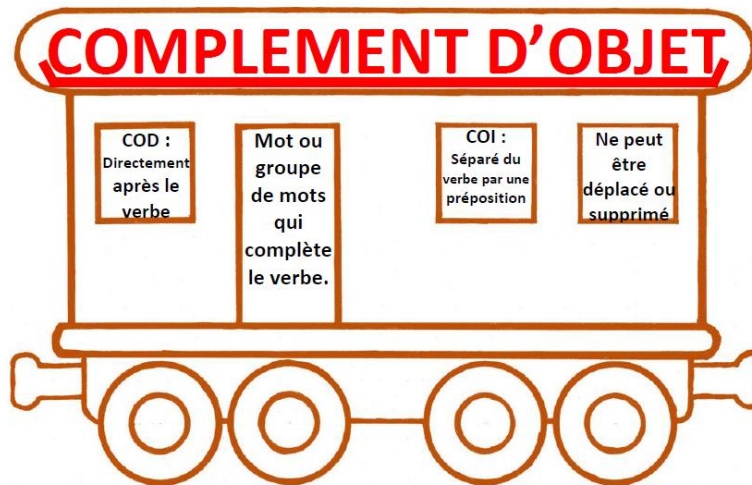 COMPLEMENT D’OBJET
COD :
Directement
après le
verbe
Mot ou
groupe
de mots
qui
complète
le verbe.
COI :
Séparé du
verbe par une
préposition
Ne peut
être
déplacé ou
supprimé